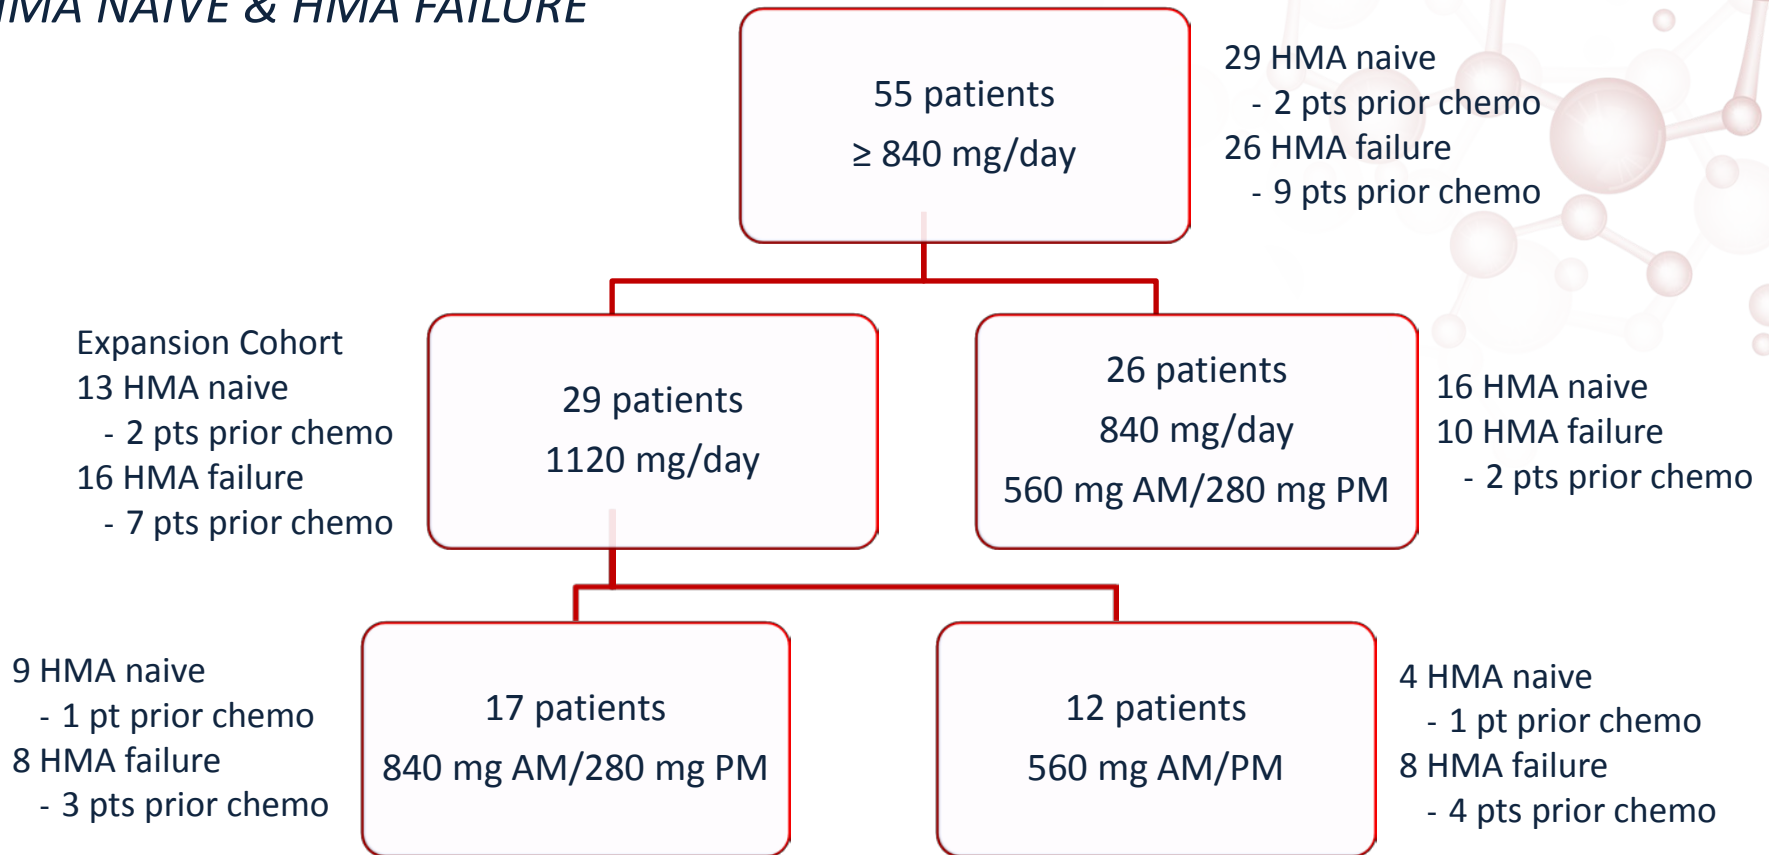 HMA NAIVE & HMA FAILURE
55 patients
≥ 840 mg/day
29 HMA naive
- 2 pts prior chemo
26 HMA failure
- 9 pts prior chemo
Expansion Cohort
13 HMA naive
- 2 pts prior chemo
16 HMA failure
- 7 pts prior chemo
29 patients
1120 mg/day
26 patients
840 mg/day
560 mg AM/280 mg PM
16 HMA naive
10 HMA failure
- 2 pts prior chemo
9 HMA naive
- 1 pt prior chemo
8 HMA failure
- 3 pts prior chemo
17 patients
840 mg AM/280 mg PM
12 patients
560 mg AM/PM
4 HMA naive
- 1 pt prior chemo
8 HMA failure
- 4 pts prior chemo